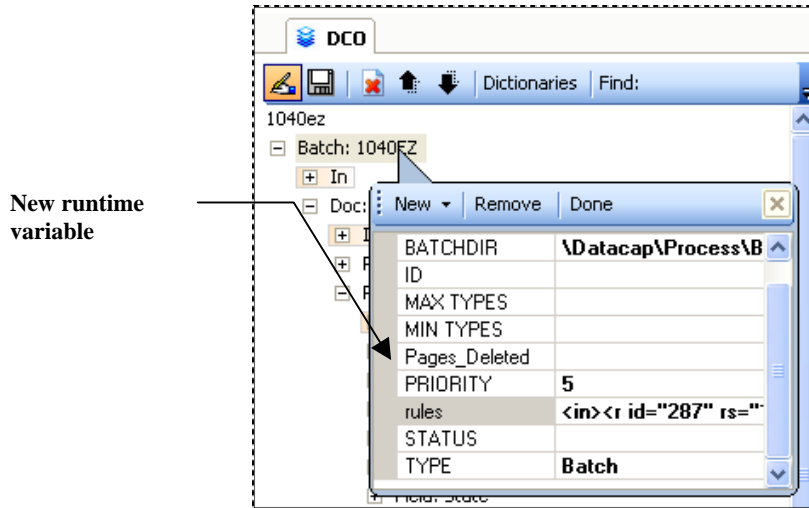 DCO
Dictionaries Find:
1040ez
Batch: 1040EZ
In
New runtime variable
Doc:
New Remove Done
BATCHDIR \Datacap\Process\B
ID
MAX TYPES
MIN TYPES
Pages_Deleted
PRIORITY 5
rules <in><r id="287" rs="
STATUS
TYPE Batch
Field: State